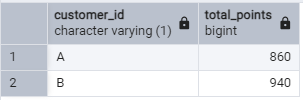 customer_id total_points
character varying (1) bigint
1 A 860
2 B 940